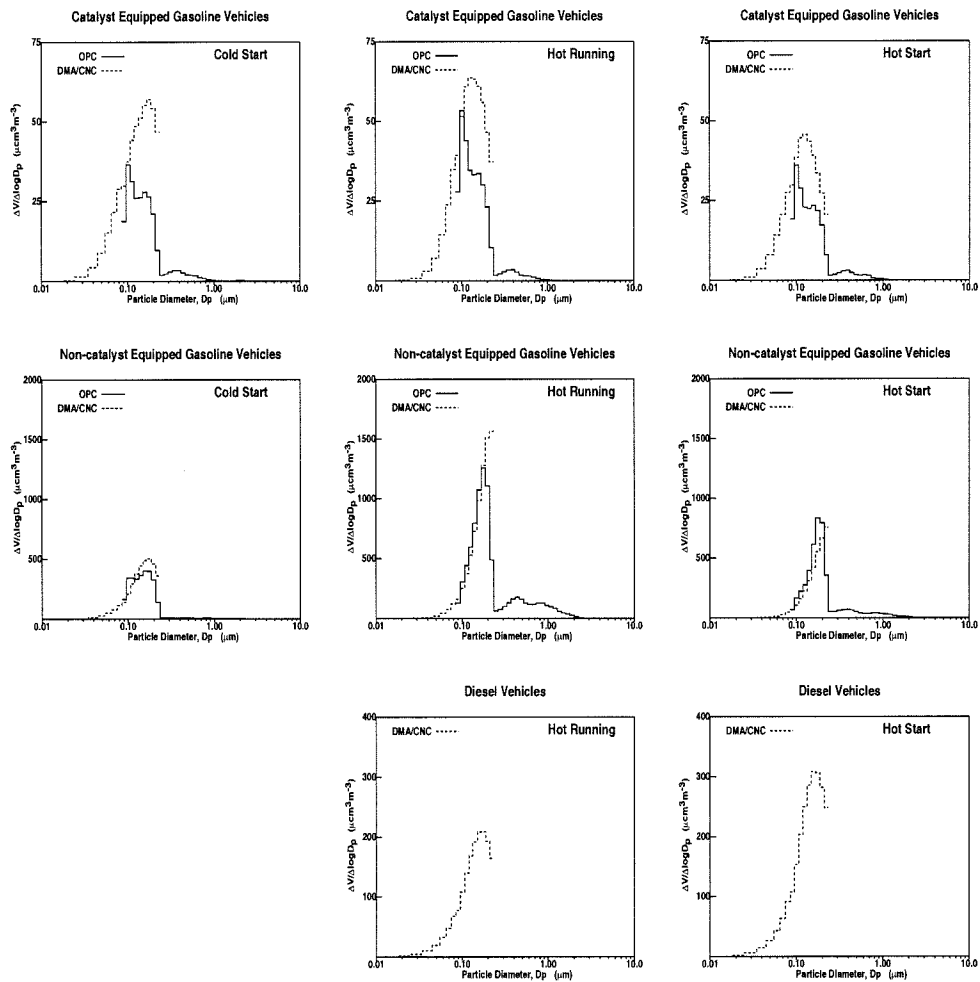 Catalyst Equipped Gasoline Vehicles
75
50
25
0.01
0.10
1.00
10.0
ΔV/ΔlogDp (μcm3m-3)
OPC
DMA/CNC
Cold Start
Particle Diameter, Dp (μm)
Catalyst Equipped Gasoline Vehicles
75
50
25
0.01
0.10
1.00
10.0
ΔV/ΔlogDp (μcm3m-3)
OPC
DMA/CNC
Hot Running
Particle Diameter, Dp (μm)
Catalyst Equipped Gasoline Vehicles
75
50
25
0.01
0.10
1.00
10.0
ΔV/ΔlogDp (μcm3m-3)
OPC
DMA/CNC
Hot Start
Particle Diameter, Dp (μm)
Non-catalyst Equipped Gasoline Vehicles
2000
1500
1000
500
0.01
0.10
1.00
10.0
ΔV/ΔlogDp (μcm3m-3)
OPC
DMA/CNC
Cold Start
Particle Diameter, Dp (μm)
Non-catalyst Equipped Gasoline Vehicles
2000
1500
1000
500
0.01
0.10
1.00
10.0
ΔV/ΔlogDp (μcm3m-3)
OPC
DMA/CNC
Hot Running
Particle Diameter, Dp (μm)
Non-catalyst Equipped Gasoline Vehicles
2000
1500
1000
500
0.01
0.10
1.00
10.0
ΔV/ΔlogDp (μcm3m-3)
OPC
DMA/CNC
Hot Start
Particle Diameter, Dp (μm)
Diesel Vehicles
400
300
200
100
0.01
0.10
1.00
10.0
ΔV/ΔlogDp (μcm3m-3)
DMA/CNC
Hot Running
Particle Diameter, Dp (μm)
Diesel Vehicles
400
300
200
100
0.01
0.10
1.00
10.0
ΔV/ΔlogDp (μcm3m-3)
DMA/CNC
Hot Start
Particle Diameter, Dp (μm)